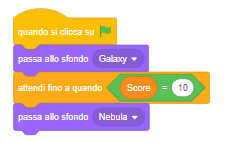 quando si clicca su
passa allo sfondo Galaxy
attendi fino a quando Score = 10
passa allo sfondo Nebula